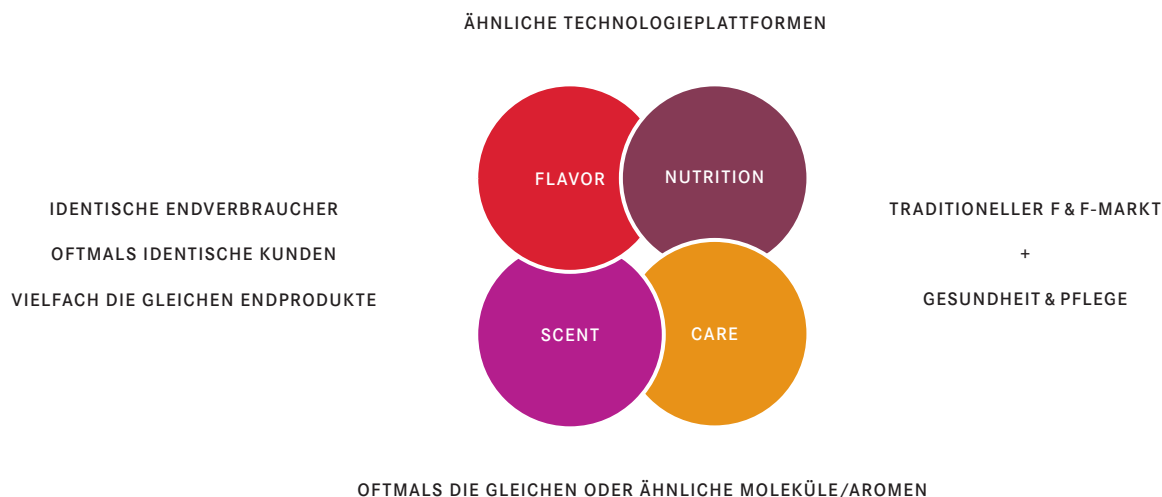 ÄHNLICHE TECHNOLOGIEPLATTFORMEN
FLAVOR
NUTRITION
IDENTISCHE ENDVERBRAUCHER
OFTMALS IDENTISCHE KUNDEN
VIELFACH DIE GLEICHEN ENDPRODUKTE
TRADITIONELLER F & F-MARKT
+
GESUNDHEIT & PFLEGE
SCENT
CARE
OFTMALS DIE GLEICHEN ODER ÄHNLICHE MOLEKÜLE/AROMEN